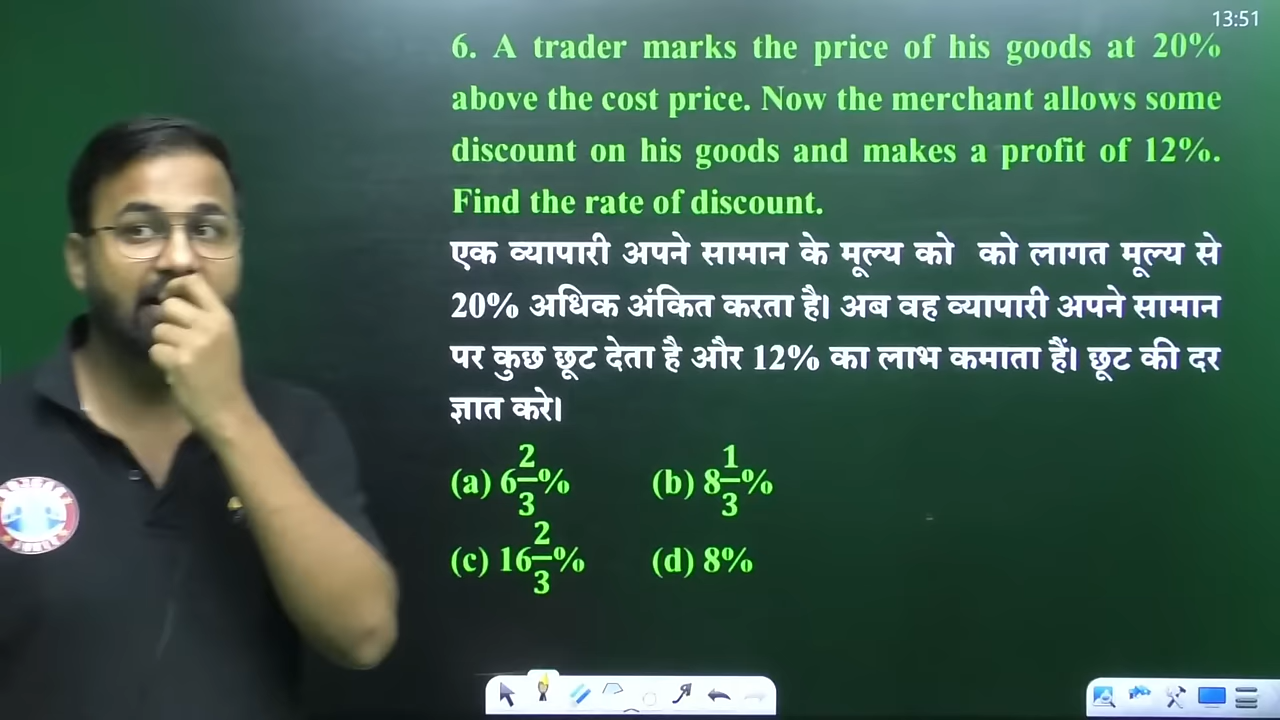 13:51
6. A trader marks the price of his goods at 20%
above the cost price. Now the merchant allows some
discount on his goods and makes a profit of 12%.
Find the rate of discount.
एक व्यापारी अपने सामान के मूल्य को को लागत मूल्य से
20% अधिक अंकित करता है। अब वह व्यापारी अपने सामान
पर कुछ छूट देता है और 12% का लाभ कमाता हैं। छूट की दर
ज्ञात करे।
(a) 6 2/3% (b) 8 1/3%
(c) 16 2/3% (d) 8%